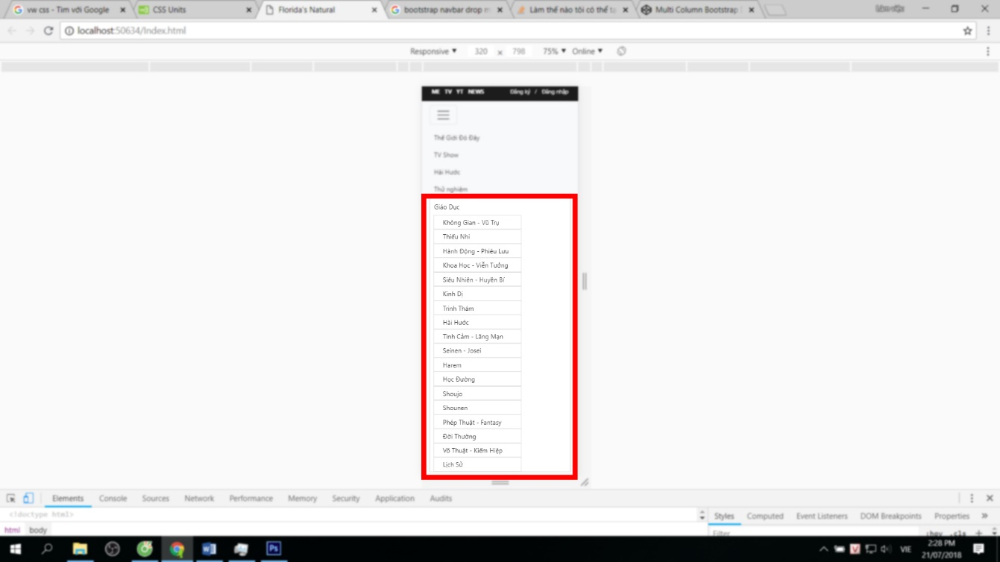 vw css - Tìm với Google
CSS Units
Florida's Natural
bootstrap navbar drop m
Làm thế nào tôi có thể tạ
Multi Column Bootstrap
localhost:50634/Index.html
Responsive 320 x 798 75% Online
ME TV YT NEWS Đăng ký / Đăng nhập
Thế Giới Đó Đây
TV Show
Hài Hước
Thử nghiệm
Giáo Dục
Không Gian - Vũ Trụ
Thiếu Nhi
Hành Động - Phiêu Lưu
Khoa Học - Viễn Tưởng
Siêu Nhiên - Huyền Bí
Kinh Dị
Trinh Thám
Hài Hước
Tình Cảm - Lãng Mạn
Seinen - Josei
Harem
Học Đường
Shoujo
Shounen
Phép Thuật - Fantasy
Đời Thường
Võ Thuật - Kiếm Hiệp
Lịch Sử
Elements Console Sources Network Performance Memory Security Application Audits
<!doctype html>
Styles Computed Event Listeners DOM Breakpoints Properties »
html body
Filter :hov .cls +
VIE
2:28 PM
21/07/2018